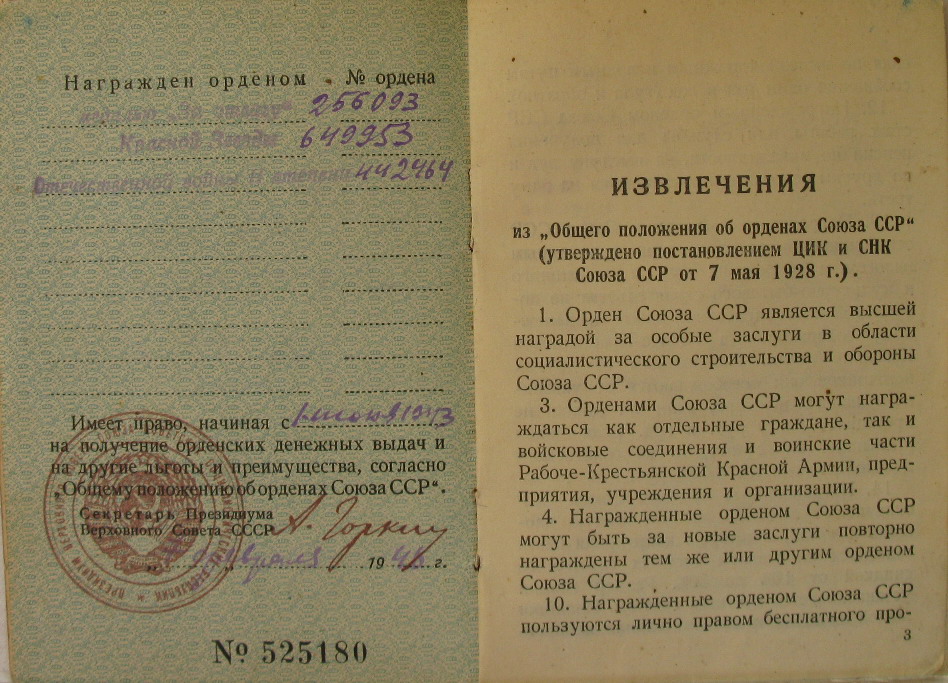 Награжден орденом № ордена
медалью „За отвагу“ 256093
Красной Звезды 649953
Отечественной войны II степени 442464
Имеет право, начиная с 1 июня 1943
на получение орденских денежных выдач и
на другие льготы и преимущества, согласно
„Общему положению об орденах Союза ССР“.
Секретарь Президиума
Верховного Совета СССР А. Горкин
февраля 19 г.
№ 525180
ИЗВЛЕЧЕНИЯ
из „Общего положения об орденах Союза ССР“
(утверждено постановлением ЦИК и СНК
Союза ССР от 7 мая 1928 г.).
1. Орден Союза ССР является высшей
наградой за особые заслуги в области
социалистического строительства и обороны
Союза ССР.
3. Орденами Союза ССР могут награ-
ждаться как отдельные граждане, так и
войсковые соединения и воинские части
Рабоче-Крестьянской Красной Армии, пред-
приятия, учреждения и организации.
4. Награжденные орденом Союза ССР
могут быть за новые заслуги повторно
награждены тем же или другим орденом
Союза ССР.
10. Награжденные орденом Союза ССР
пользуются лично правом бесплатного про-
3